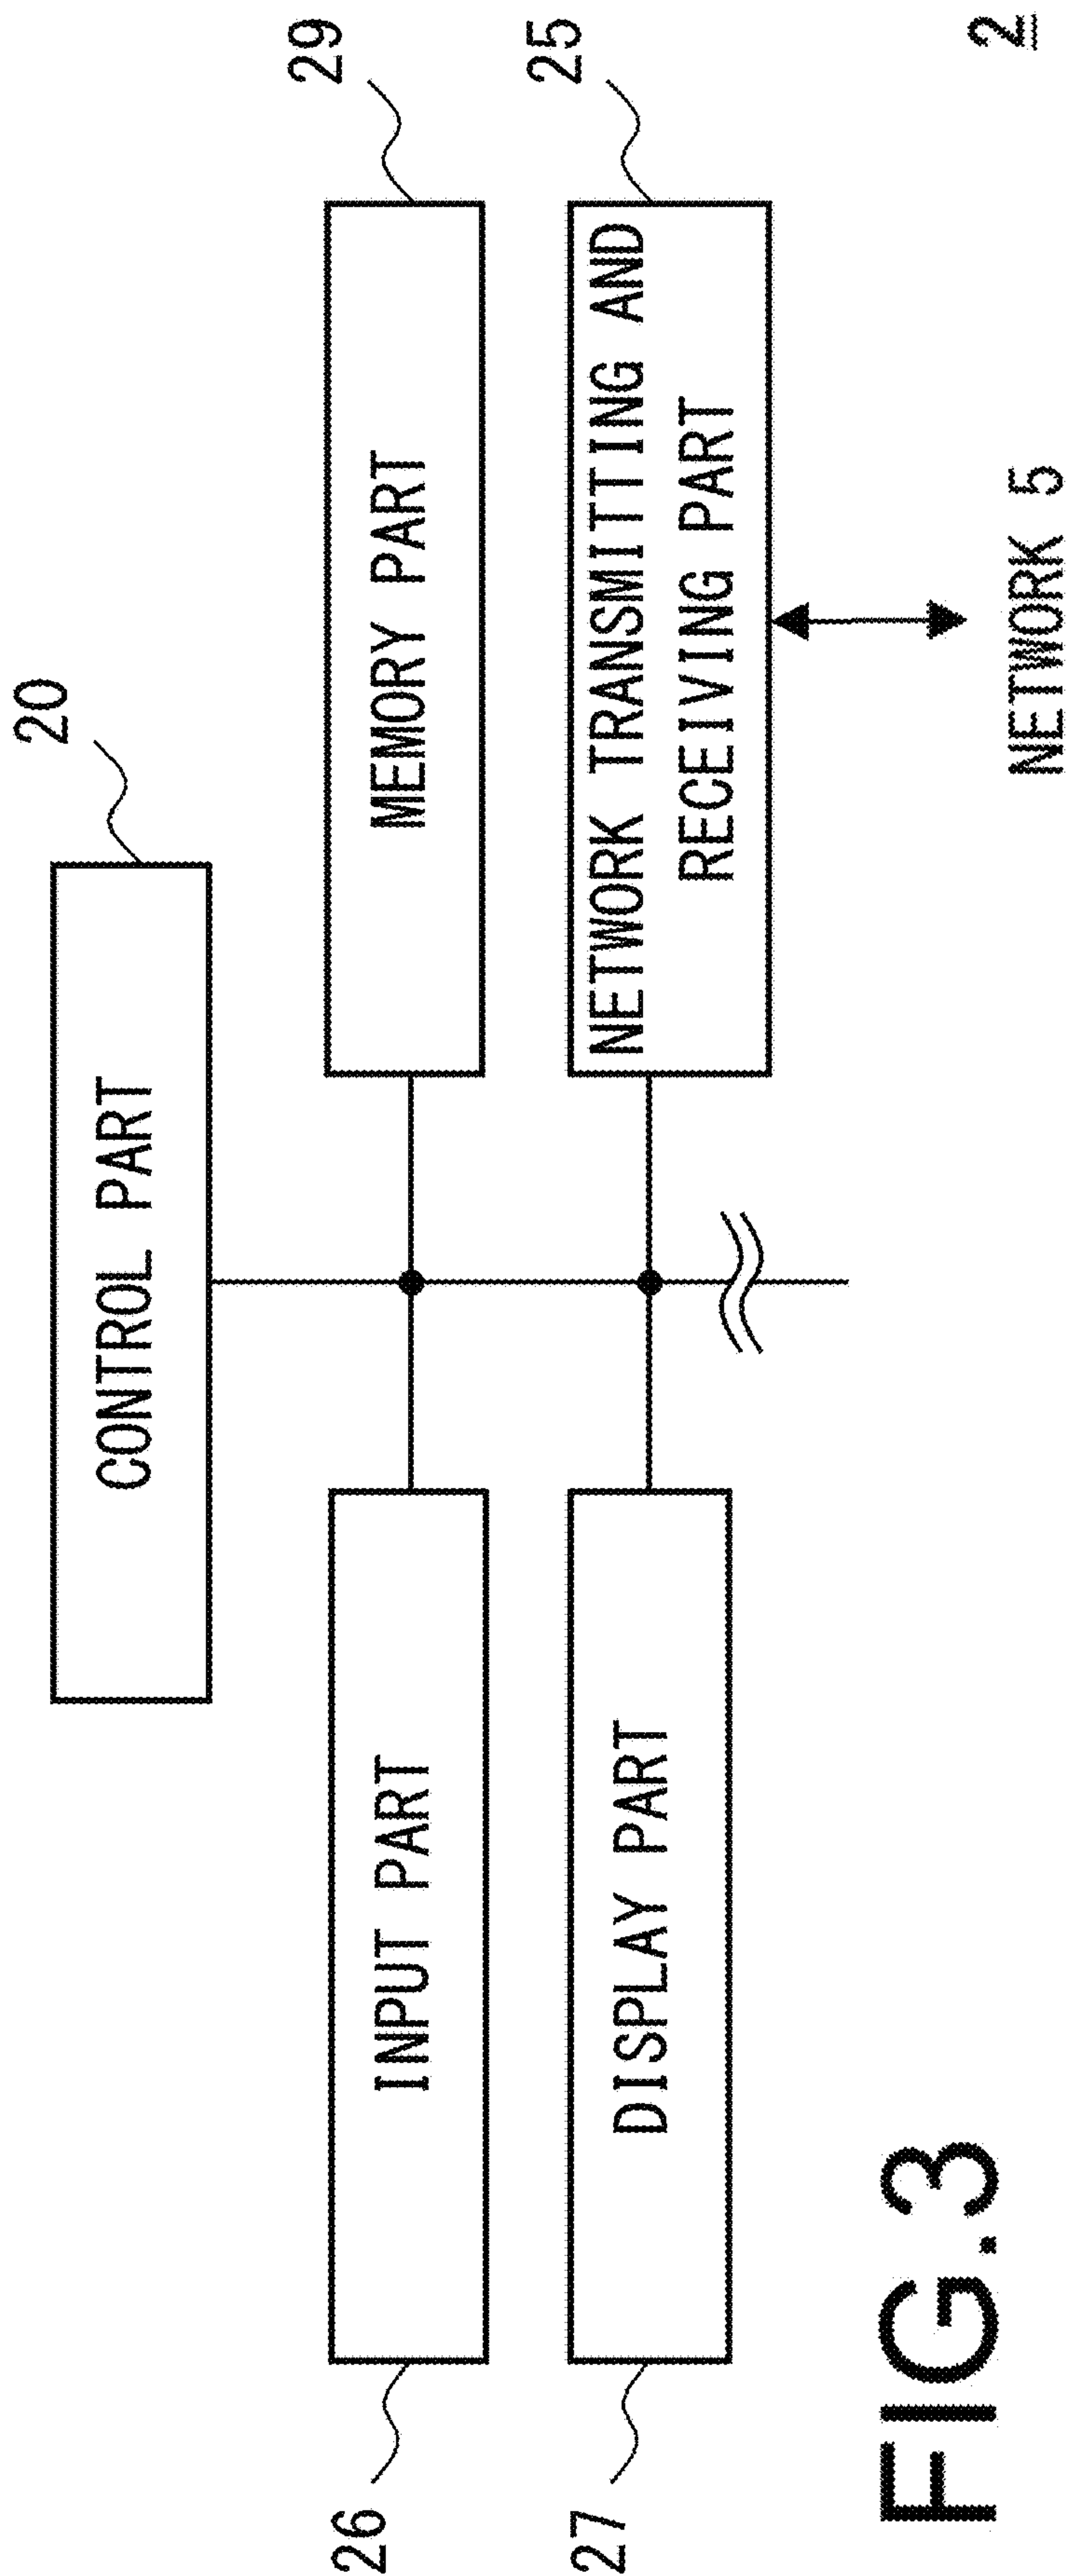 20
CONTROL PART
INPUT PART
26
MEMORY PART
29
DISPLAY PART
27
NETWORK TRANSMITTING AND
RECEIVING PART
25
NETWORK 5
FIG.3
2